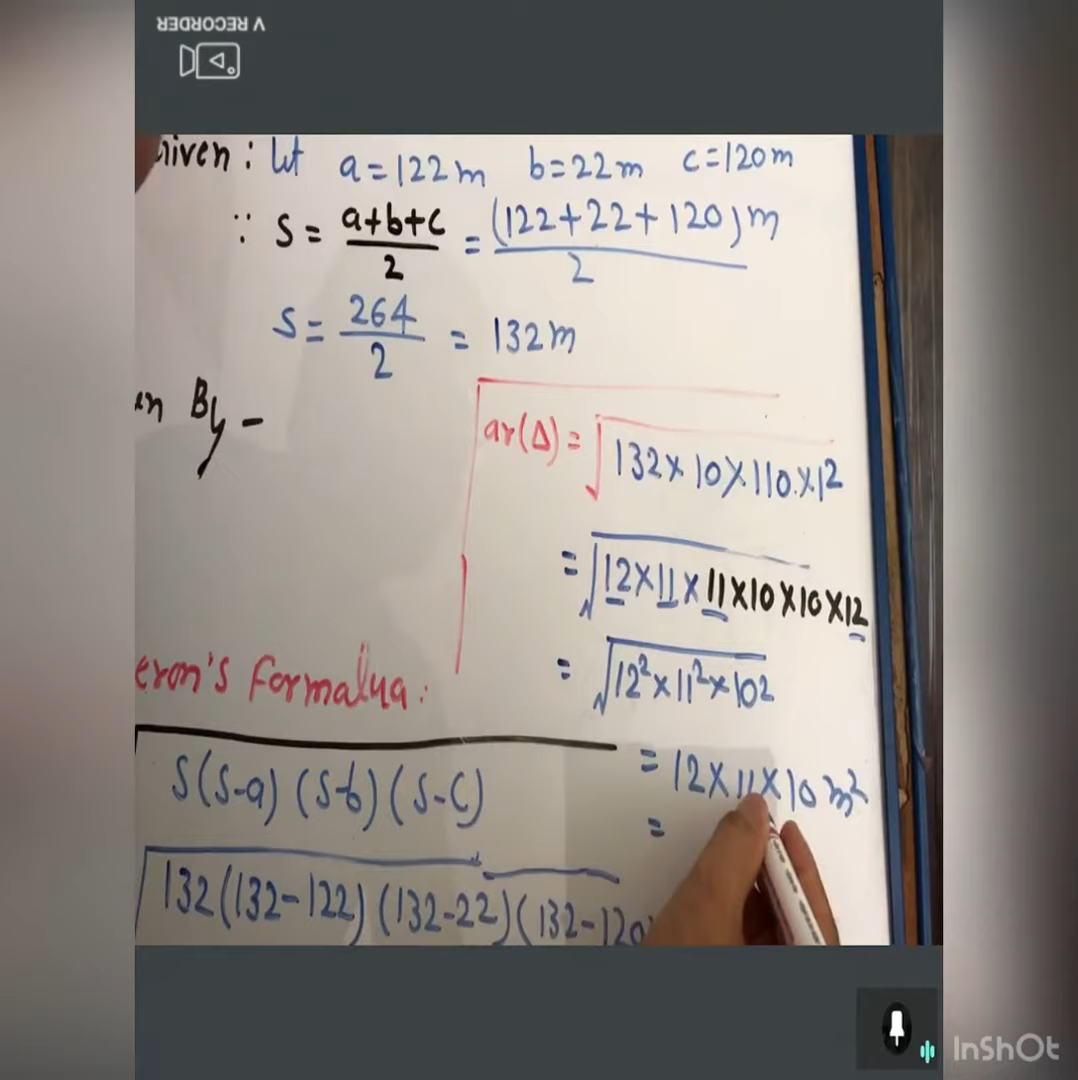 V RECORDER
Given : let a = 122 m b = 22 m c = 120 m
∵ S = a+b+c/2 = (122+22+120) m/2
S = 264/2 = 132 m
By -
ar(Δ) = √132 × 10 × 110 × 12
= √12 × 11 × 11 × 10 × 10 × 12
= √12² × 11² × 10²
eron's Formalua :
= 12 × 11 × 10 m²
S(S-a) (S-b) (S-c)
=
132 (132-122) (132-22) (132-120
InShOt